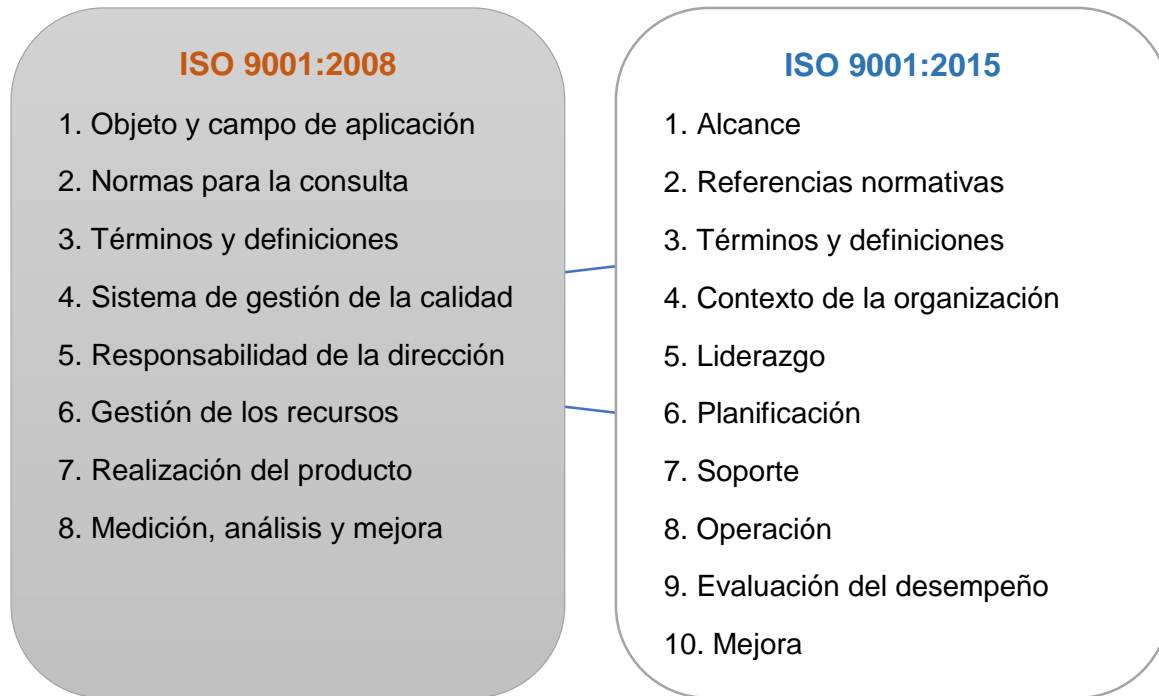 ISO 9001:2008
1. Objeto y campo de aplicación
2. Normas para la consulta
3. Términos y definiciones
4. Sistema de gestión de la calidad
5. Responsabilidad de la dirección
6. Gestión de los recursos
7. Realización del producto
8. Medición, análisis y mejora
ISO 9001:2015
1. Alcance
2. Referencias normativas
3. Términos y definiciones
4. Contexto de la organización
5. Liderazgo
6. Planificación
7. Soporte
8. Operación
9. Evaluación del desempeño
10. Mejora